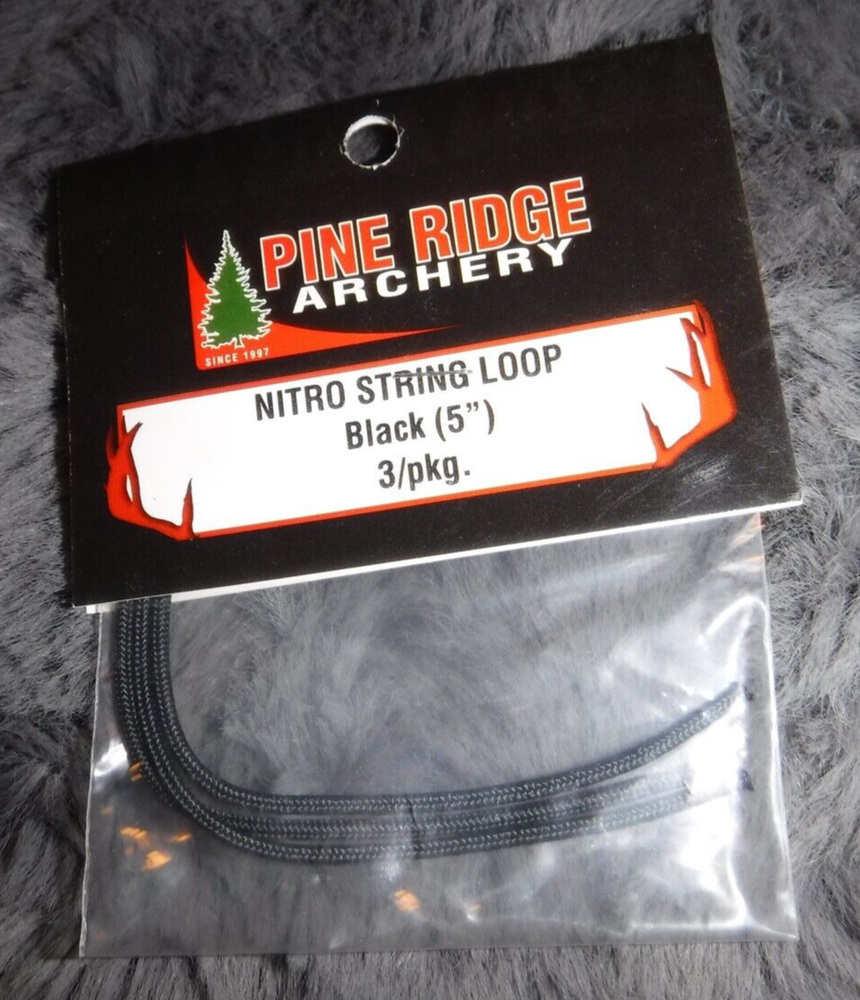 PINE RIDGE
ARCHERY
SINCE 1997
NITRO STRING LOOP
Black (5”)
3/pkg.